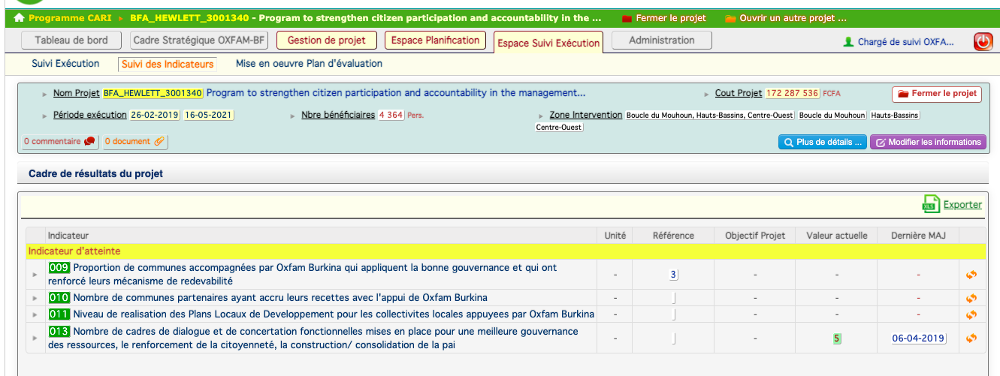 Programme CARI BFA_HEWLETT_3001340 - Program to strengthen citizen participation and accountability in the ... Fermer le projet Ouvrir un autre projet ...
Tableau de bord Cadre Stratégique OXFAM-BF Gestion de projet Espace Planification Espace Suivi Exécution Administration Chargé de suivi OXFA...
Suivi Exécution Suivi des Indicateurs Mise en oeuvre Plan d'évaluation
Nom Projet BFA_HEWLETT_3001340 Program to strengthen citizen participation and accountability in the management... Cout Projet 172 287 536 FCFA Fermer le projet
Période exécution 26-02-2019 16-05-2021 Nbre bénéficiaires 4 364 Pers. Zone Intervention Boucle du Mouhoun, Hauts-Bassins, Centre-Ouest Boucle du Mouhoun Hauts-Bassins
Centre-Ouest
0 commentaire 0 document Plus de détails ... Modifier les informations
Cadre de résultats du projet
XLS Exporter
Indicateur Unité Référence Objectif Projet Valeur actuelle Dernière MAJ
Indicateur d'atteinte
009 Proportion de communes accompagnées par Oxfam Burkina qui appliquent la bonne gouvernance et qui ont
renforcé leurs mécanisme de redevabilité - 3 - - -
010 Nombre de communes partenaires ayant accru leurs recettes avec l'appui de Oxfam Burkina - - - -
011 Niveau de realisation des Plans Locaux de Developpement pour les collectivites locales appuyees par Oxfam Burkina - - - -
013 Nombre de cadres de dialogue et de concertation fonctionnelles mises en place pour une meilleure gouvernance
des ressources, le renforcement de la citoyenneté, la construction/ consolidation de la pai - - 5 06-04-2019